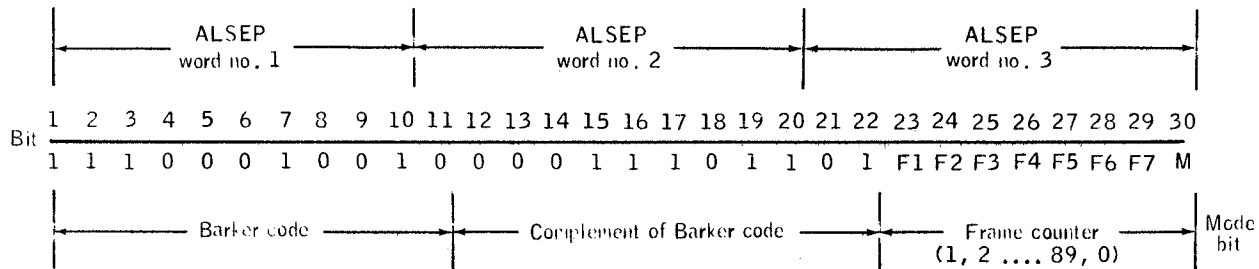 ALSEP ALSEP ALSEP
word no. 1 word no. 2 word no. 3
1 2 3 4 5 6 7 8 9 10 11 12 13 14 15 16 17 18 19 20 21 22 23 24 25 26 27 28 29 30
Bit
1 1 1 0 0 0 1 0 0 1 0 0 0 0 1 1 1 0 1 1 0 1 F1 F2 F3 F4 F5 F6 F7 M
Barker code Complement of Barker code Frame counter Mode
(1, 2 .... 89, 0) bit